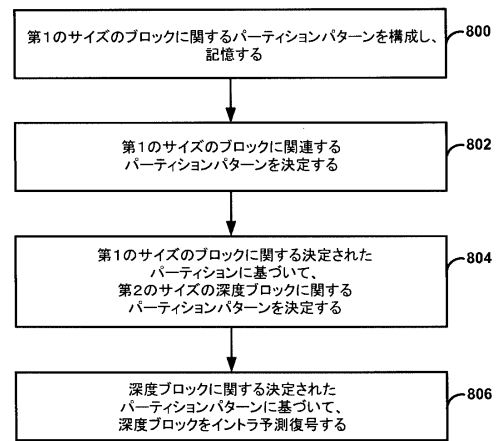 第1のサイズのブロックに関するパーティションパターンを構成し、
記憶する
800
第1のサイズのブロックに関連する
パーティションパターンを決定する
802
第1のサイズのブロックに関する決定された
パーティションに基づいて、
第2のサイズの深度ブロックに関する
パーティションパターンを決定する
804
深度ブロックに関する決定された
パーティションパターンに基づいて、
深度ブロックをイントラ予測復号する
806